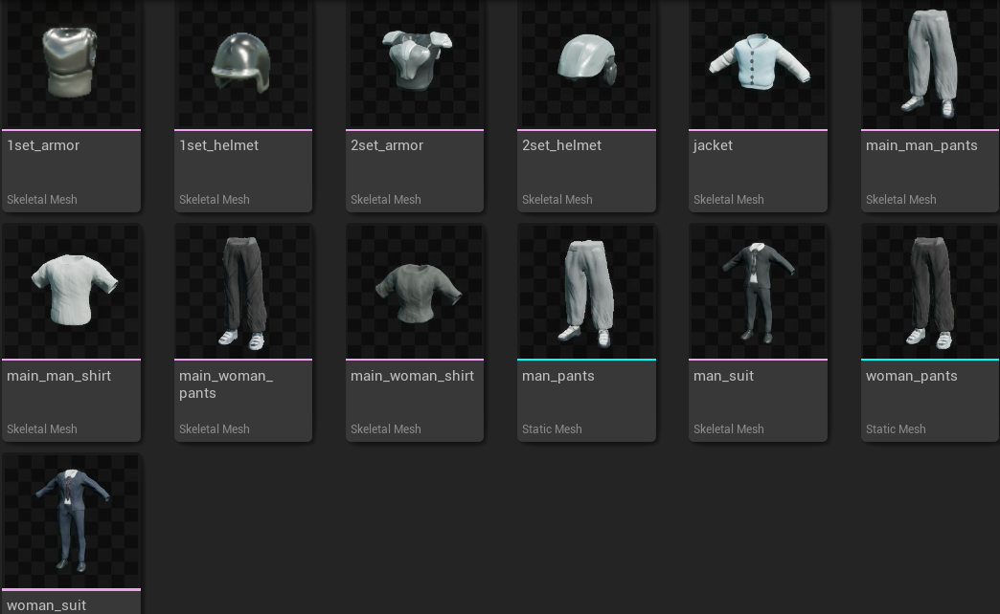 1set_armor
1set_helmet
2set_armor
2set_helmet
jacket
main_man_pants
Skeletal Mesh
Skeletal Mesh
Skeletal Mesh
Skeletal Mesh
Skeletal Mesh
Skeletal Mesh
main_man_shirt
main_woman_
pants
main_woman_shirt
man_pants
man_suit
woman_pants
Skeletal Mesh
Skeletal Mesh
Skeletal Mesh
Static Mesh
Skeletal Mesh
Static Mesh
woman_suit